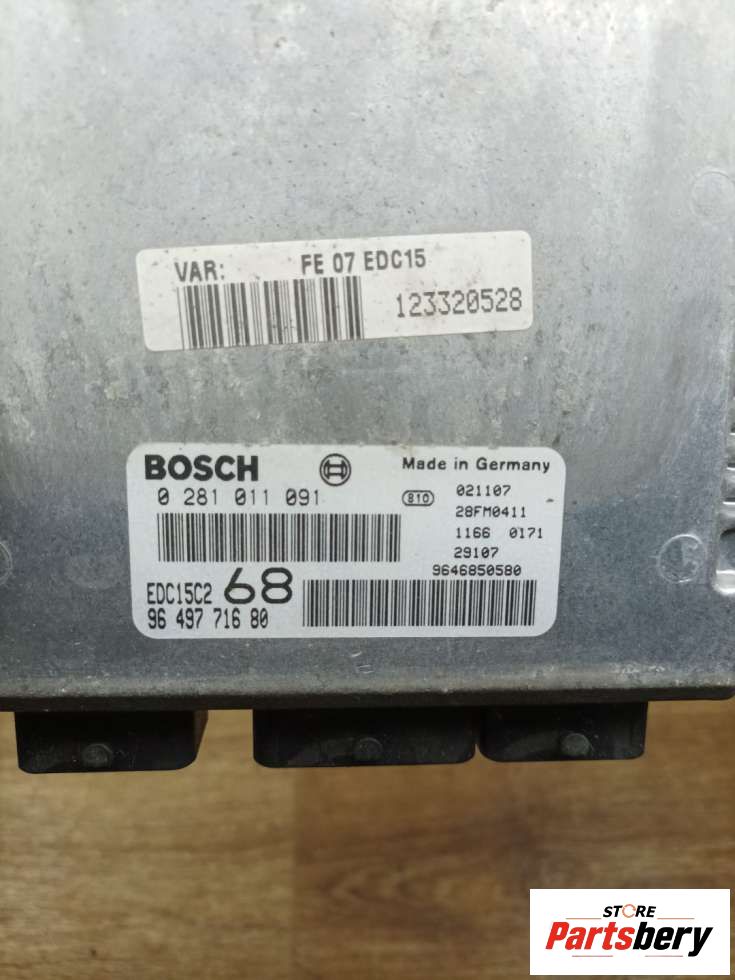 VAR: FE 07 EDC15
123320528
BOSCH
Made in Germany
0 281 011 091
810
021107
28FM0411
1166 0171
29107
9646850580
EDC15C2 68
96 497 716 80
STORE
Partsbery